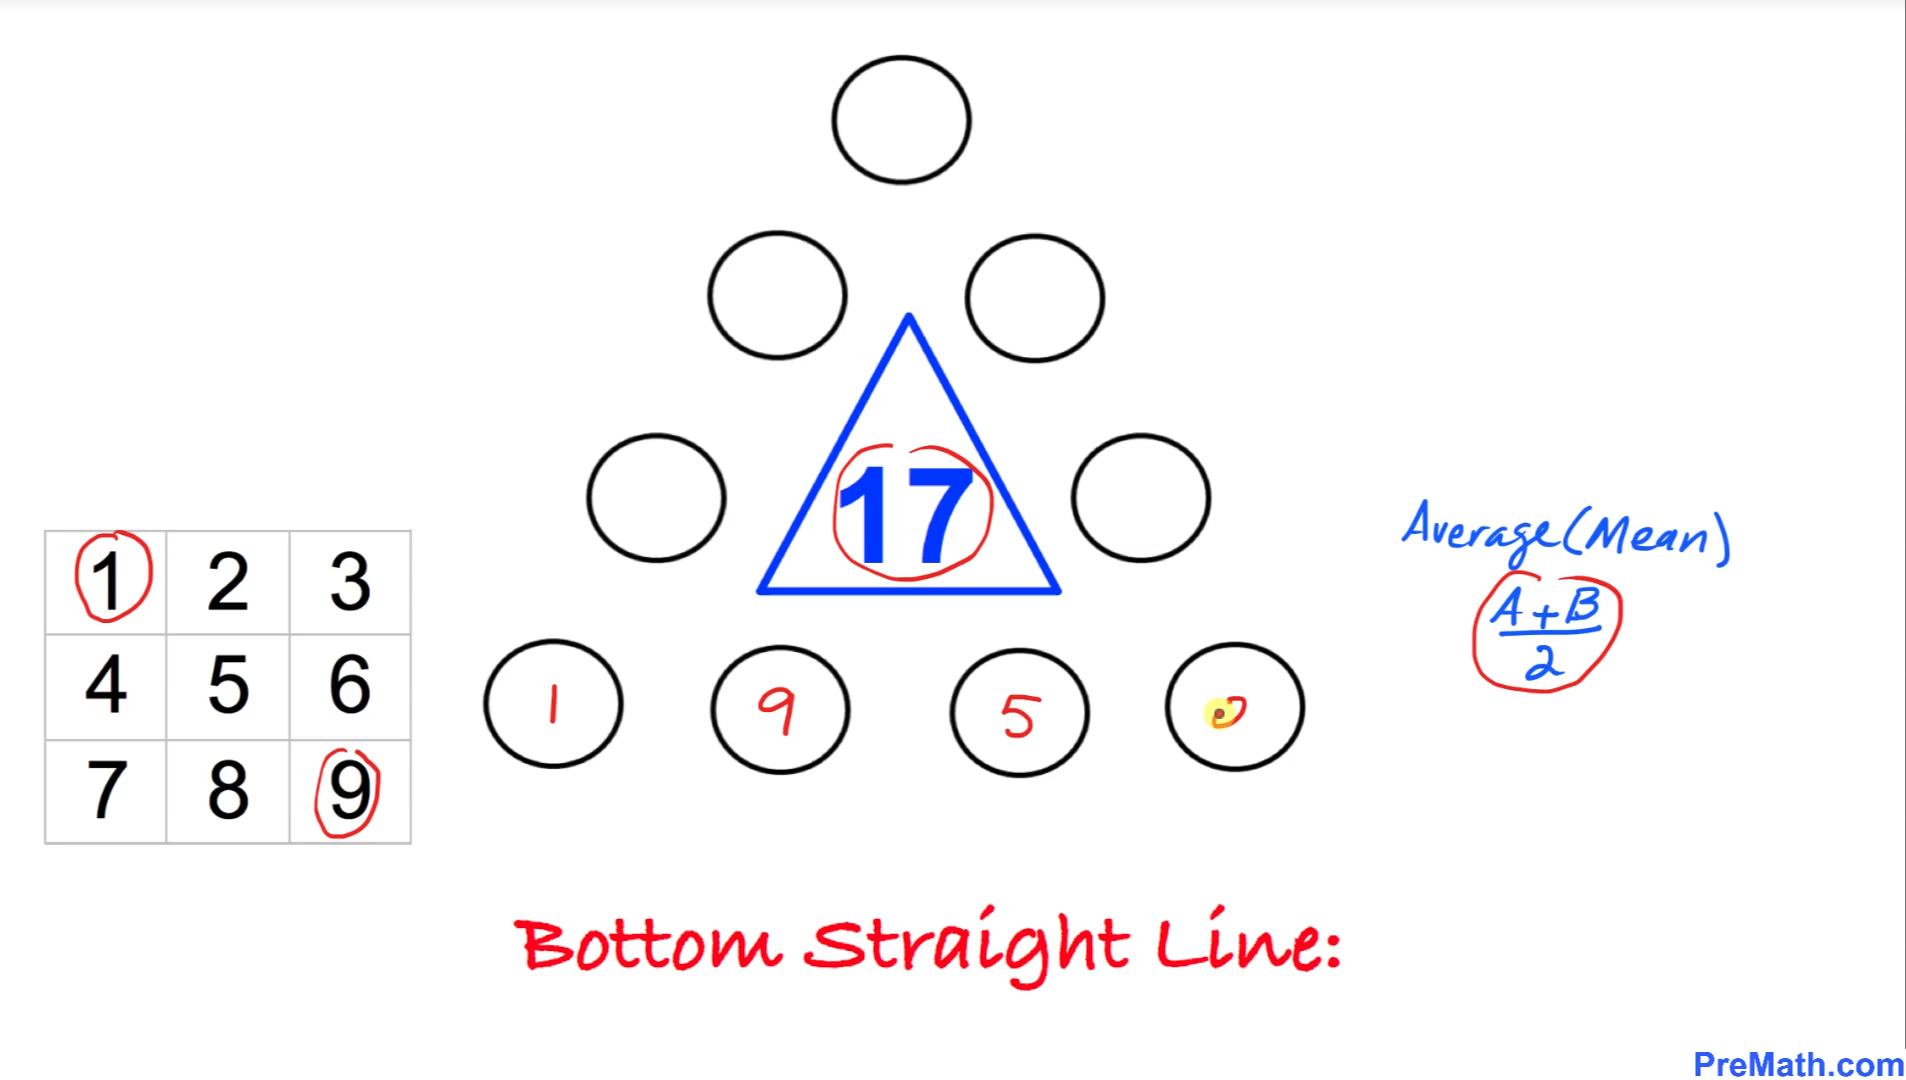 17
Average (Mean)
A + B
2
1 2 3
4 5 6
7 8 9
1 9 5
Bottom Straight Line:
PreMath.com